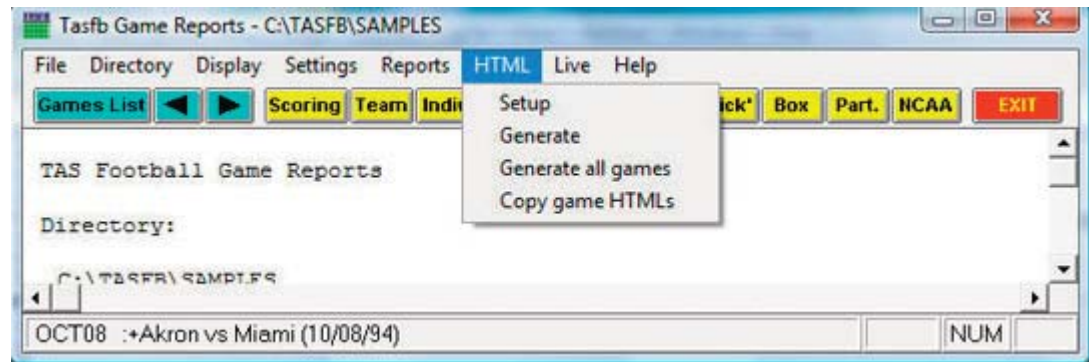 Tasfb Game Reports - C:\TASFB\SAMPLES
File Directory Display Settings Reports HTML Live Help
Games List Scoring Team Box Part. NCAA EXIT
Setup
Generate
Generate all games
Copy game HTMLs
TAS Football Game Reports
Directory:
C:\TASFB\SAMPLES
OCT08 :+Akron vs Miami (10/08/94)
NUM